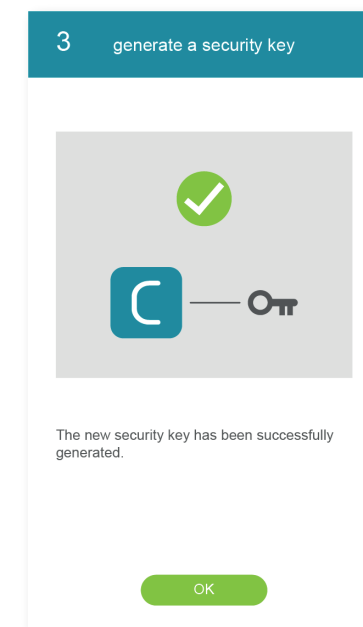 3 generate a security key
C
The new security key has been successfully
generated.
OK